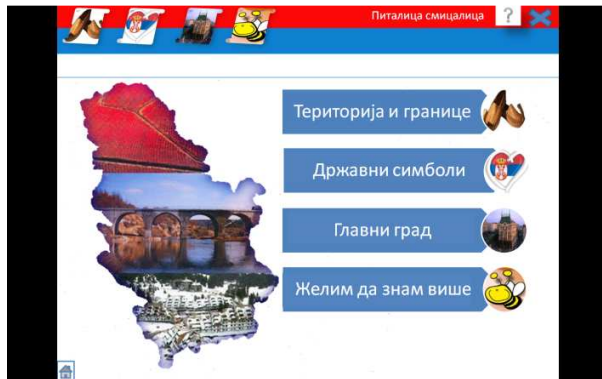 Питалица смицалица
?
Територија и границе
Државни симболи
Главни град
Желим да знам више